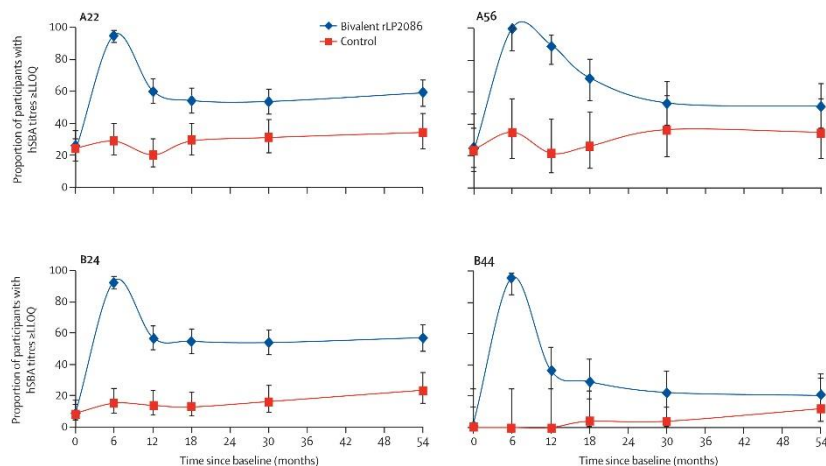 A22
Bivalent rLP2086
Control
A56
Proportion of participants with
hSBA titres ≥LLOQ
100
80
60
40
20
0
B24
B44
Proportion of participants with
hSBA titres ≥LLOQ
100
80
60
40
20
0
0 6 12 18 24 30 36 42 48 54
Time since baseline (months)
0 6 12 18 24 30 36 42 48 54
Time since baseline (months)